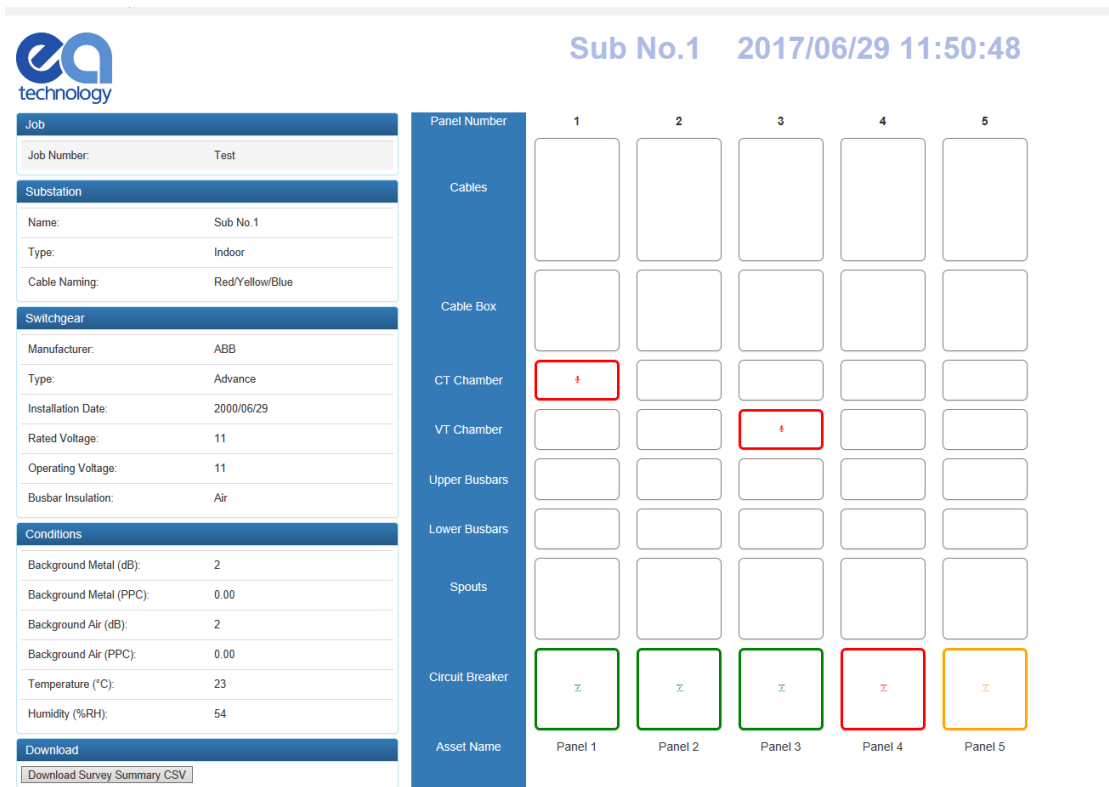 ea
technology
Sub No.1 2017/06/29 11:50:48
Job
Job Number: Test
Substation
Name: Sub No.1
Type: Indoor
Cable Naming: Red/Yellow/Blue
Switchgear
Manufacturer: ABB
Type: Advance
Installation Date: 2000/06/29
Rated Voltage: 11
Operating Voltage: 11
Busbar Insulation: Air
Conditions
Background Metal (dB): 2
Background Metal (PPC): 0.00
Background Air (dB): 2
Background Air (PPC): 0.00
Temperature (°C): 23
Humidity (%RH): 54
Download
Download Survey Summary CSV
Panel Number 1 2 3 4 5
Cables
Cable Box
CT Chamber
VT Chamber
Upper Busbars
Lower Busbars
Spouts
Circuit Breaker
Asset Name Panel 1 Panel 2 Panel 3 Panel 4 Panel 5